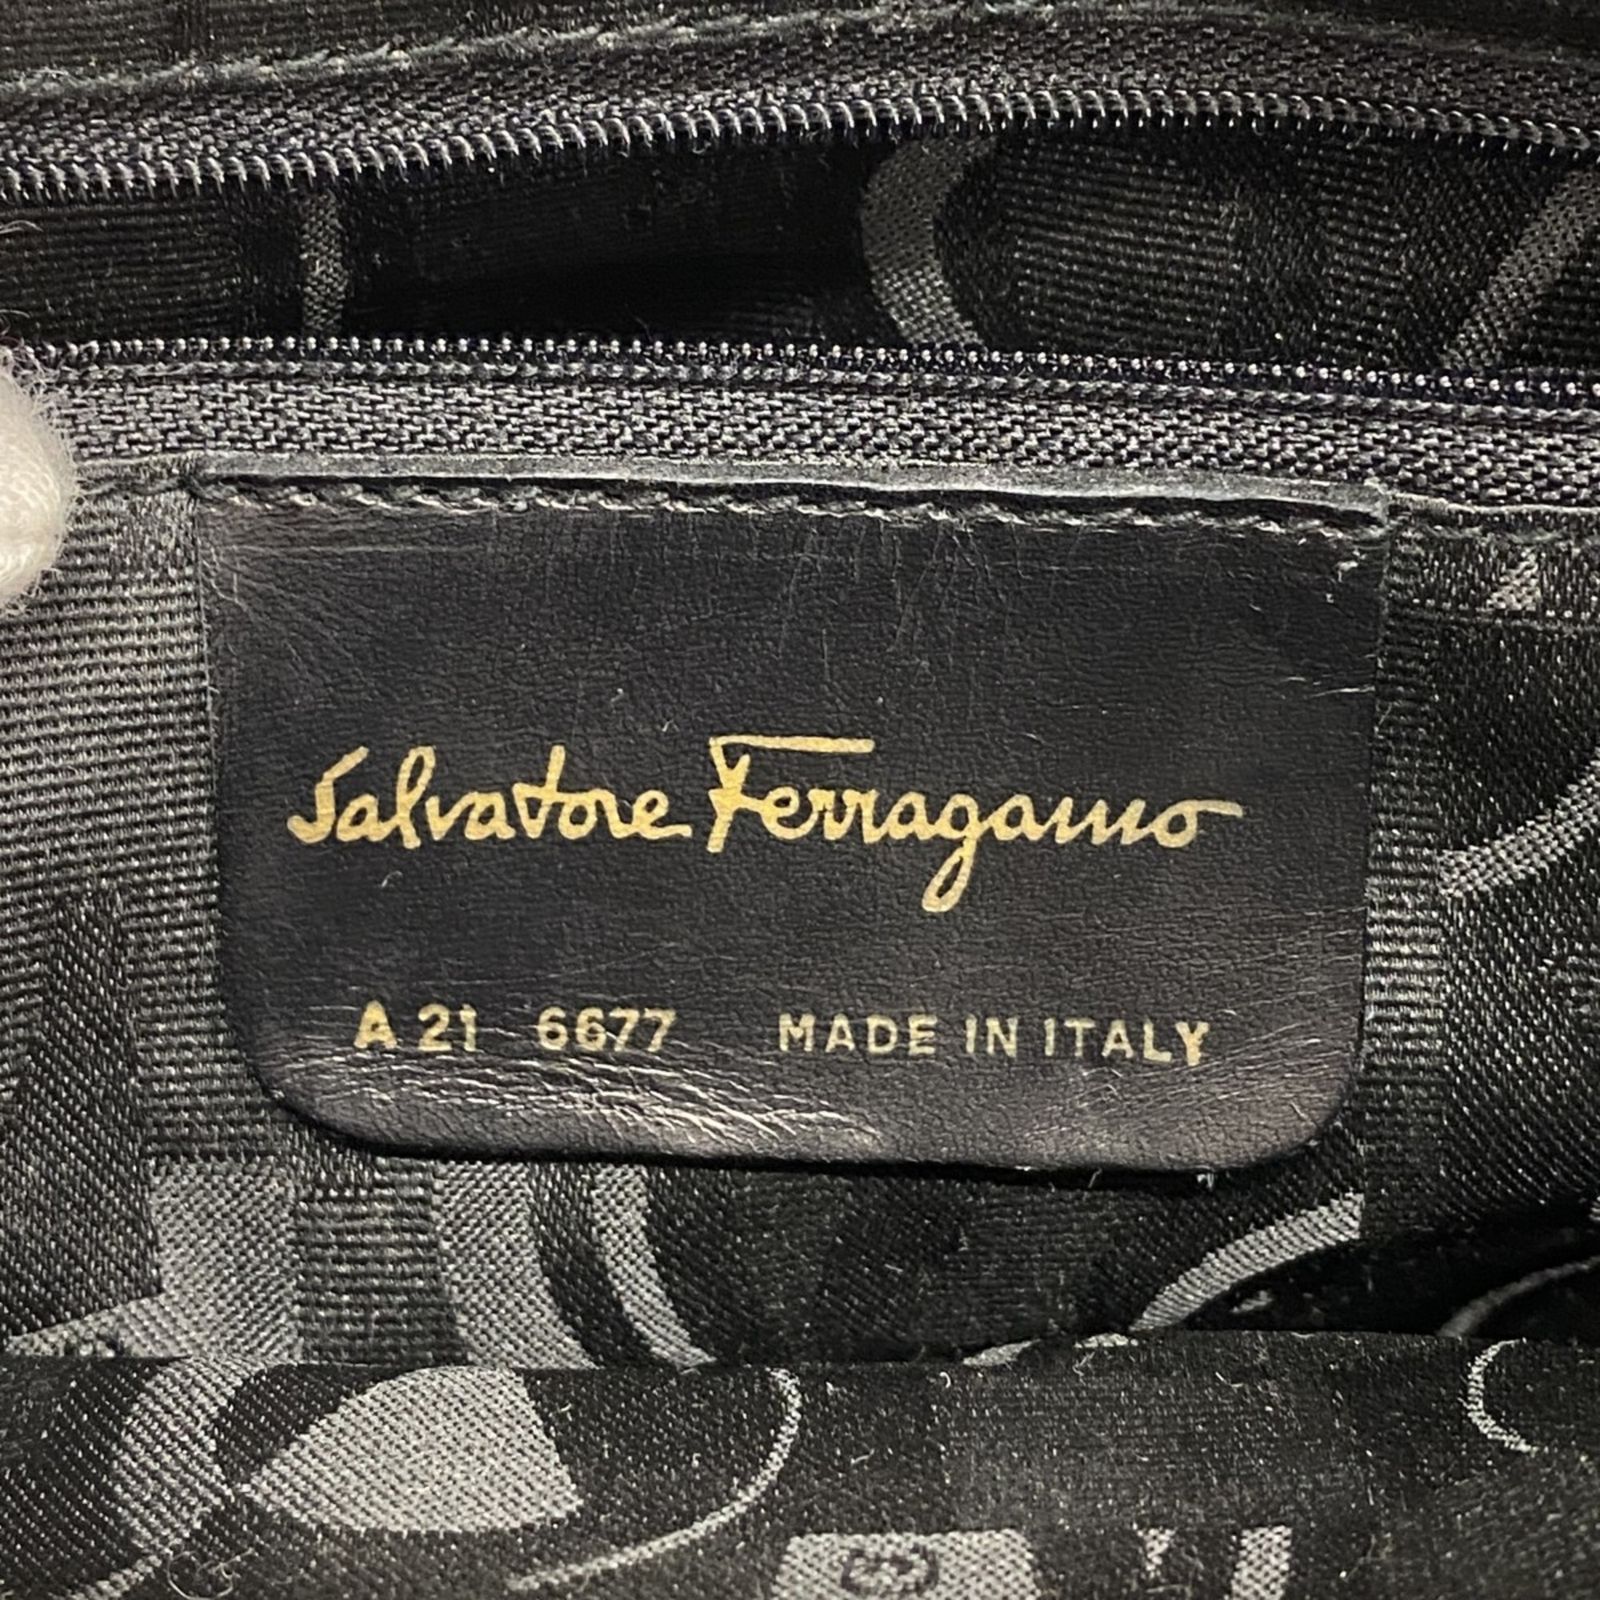 Salvatore Ferragamo
A 21 6677 MADE IN ITALY